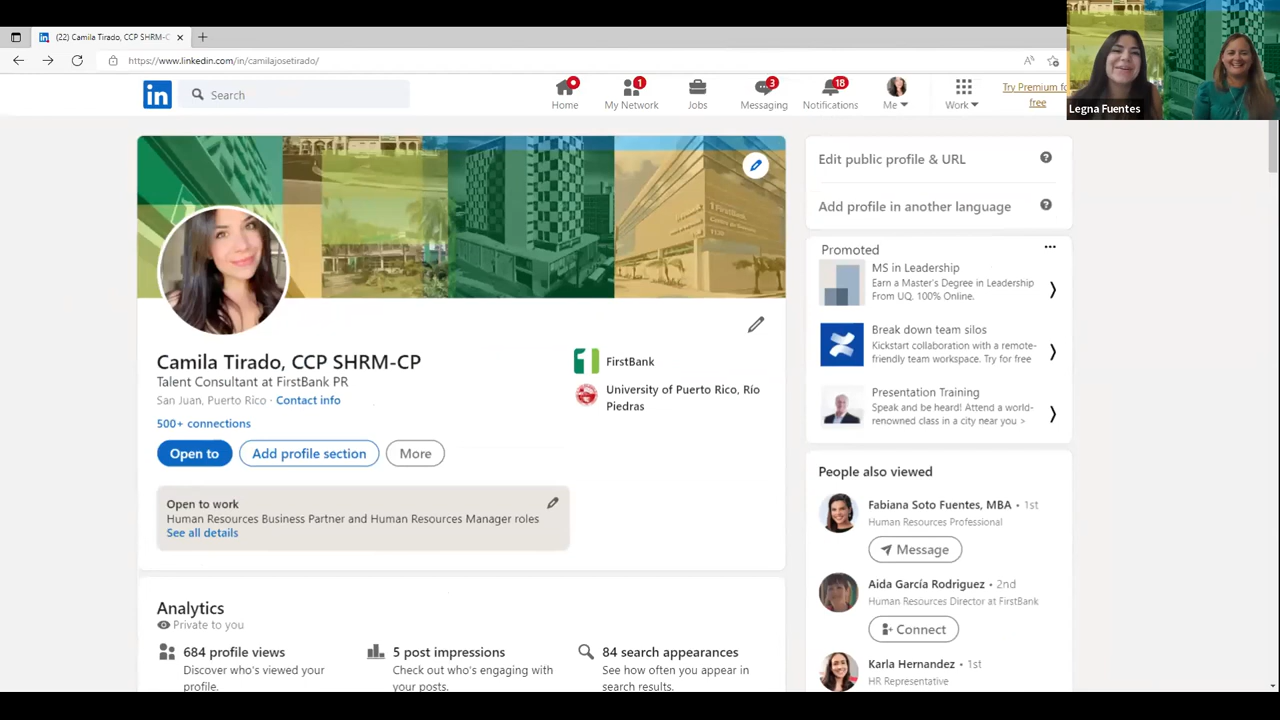 (22) Camila Tirado, CCP SHRM-C
https://www.linkedin.com/in/camilajosetirado/
Legna Fuentes
in
Search
Home
1
My Network
Jobs
3
Messaging
18
Notifications
Me
Work
Try Premium fo
free
1 FirstBank
1130
Camila Tirado, CCP SHRM-CP
Talent Consultant at FirstBank PR
San Juan, Puerto Rico · Contact info
500+ connections
Open to
Add profile section
More
FirstBank
University of Puerto Rico, Río
Piedras
Open to work
Human Resources Business Partner and Human Resources Manager roles
See all details
Analytics
Private to you
684 profile views
Discover who's viewed your
profile.
5 post impressions
Check out who's engaging with
your posts.
84 search appearances
See how often you appear in
search results.
Edit public profile & URL
Add profile in another language
Promoted
MS in Leadership
Earn a Master's Degree in Leadership
From UQ. 100% Online.
Break down team silos
Kickstart collaboration with a remote-
friendly team workspace. Try for free
Presentation Training
Speak and be heard! Attend a world-
renowned class in a city near you >
People also viewed
Fabiana Soto Fuentes, MBA · 1st
Human Resources Professional
Message
Aida García Rodriguez · 2nd
Human Resources Director at FirstBank
Connect
Karla Hernandez · 1st
HR Representative